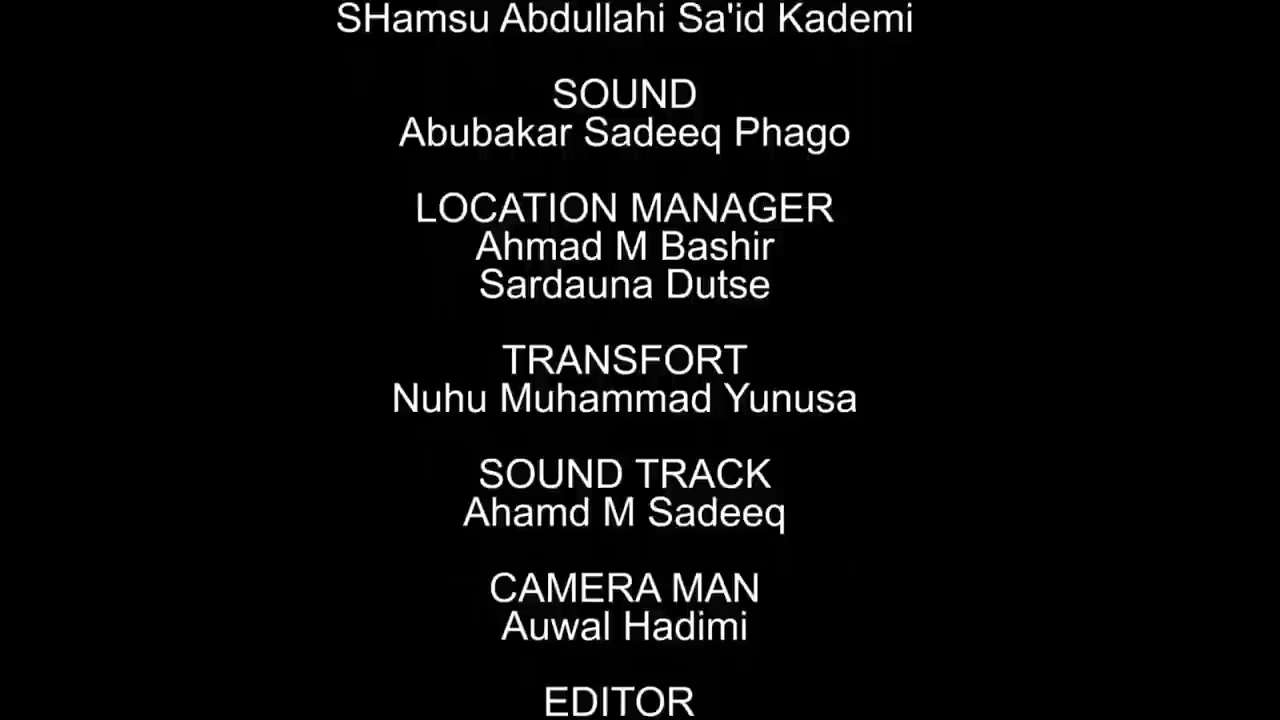 SHamsu Abdullahi Sa'id Kademi
SOUND
Abubakar Sadeeq Phago
LOCATION MANAGER
Ahmad M Bashir
Sardauna Dutse
TRANSFORT
Nuhu Muhammad Yunusa
SOUND TRACK
Ahamd M Sadeeq
CAMERA MAN
Auwal Hadimi
EDITOR